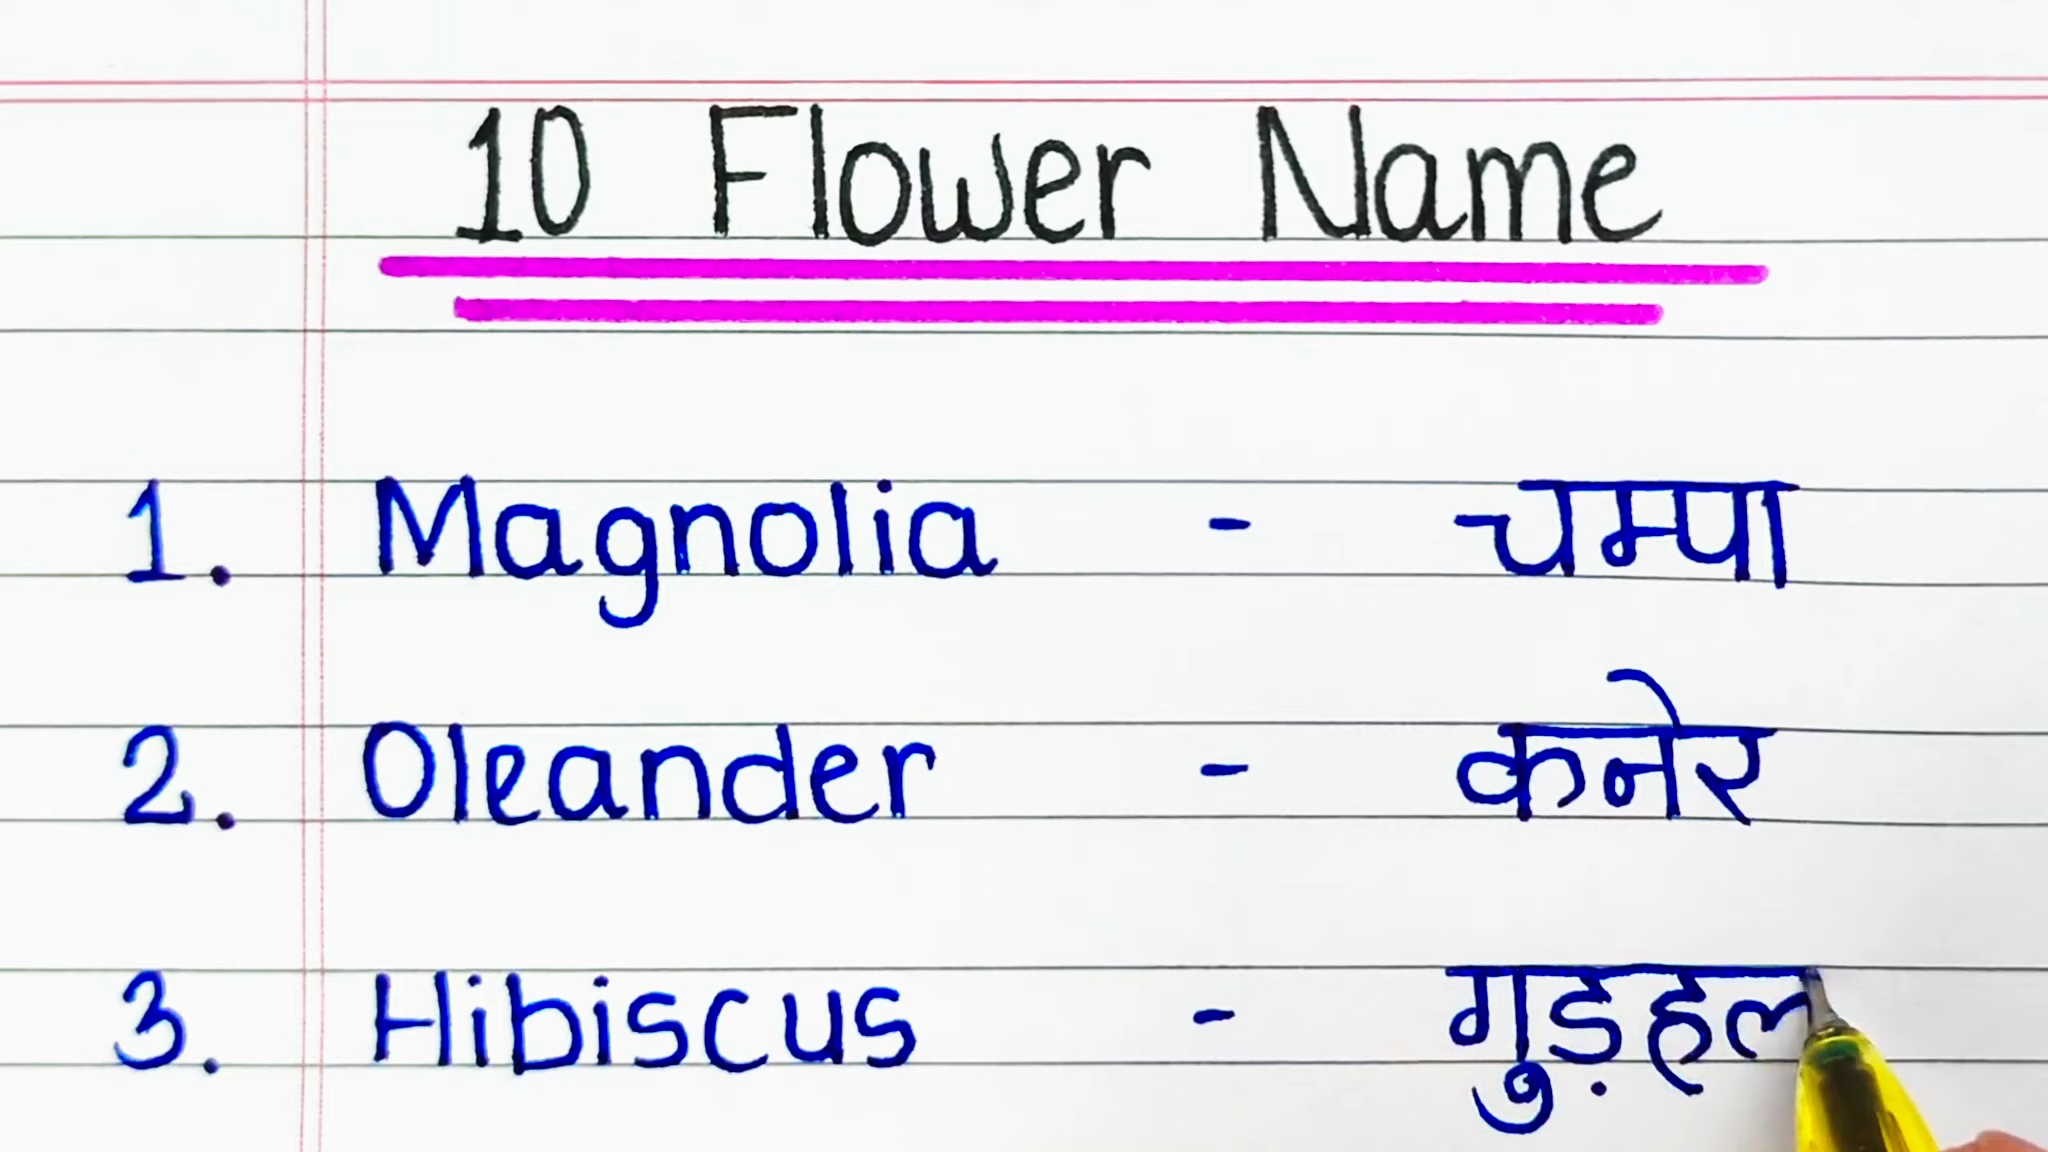 10 Flower Name
1. Magnolia - चम्पा
2. Oleander - कनेर
3. Hibiscus - गुड़हल